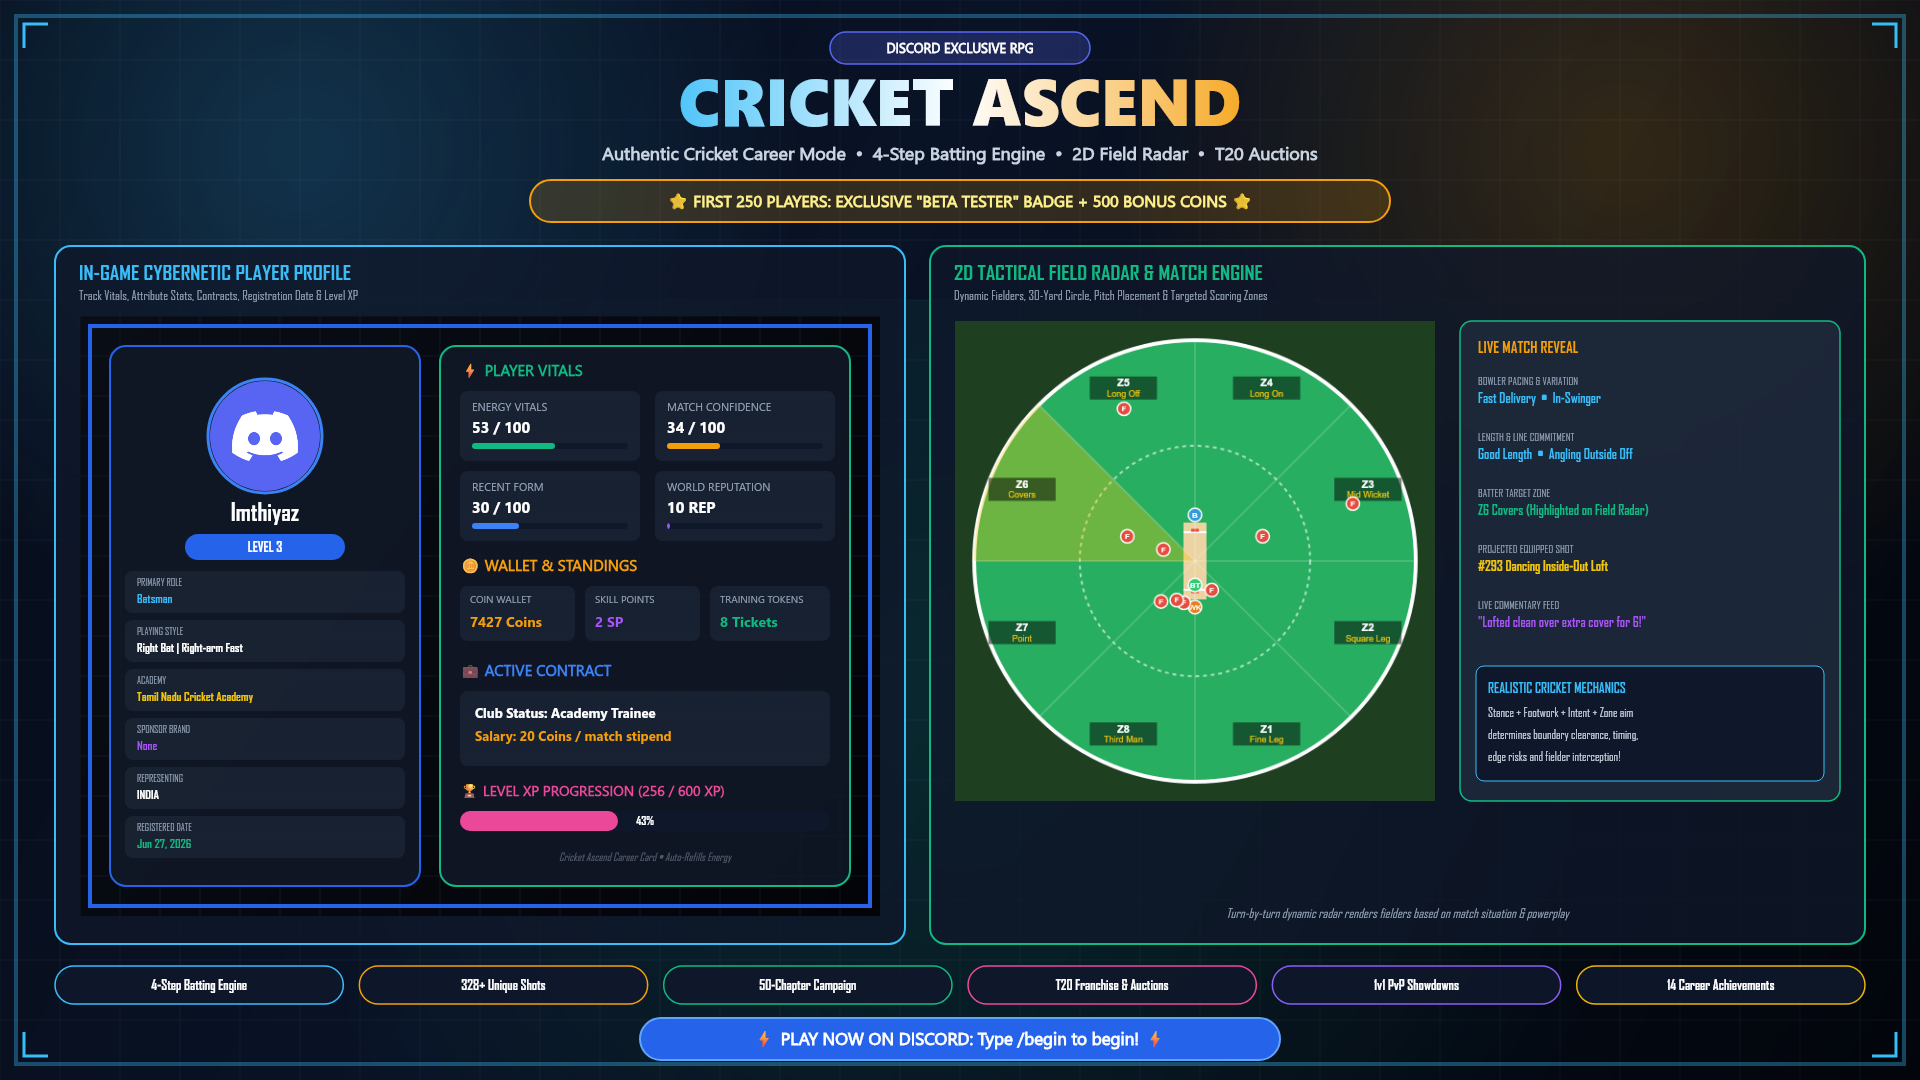 DISCORD EXCLUSIVE RPG
CRICKET ASCEND
Authentic Cricket Career Mode • 4-Step Batting Engine • 2D Field Radar • T20 Auctions
⭐ FIRST 250 PLAYERS: EXCLUSIVE "BETA TESTER" BADGE + 500 BONUS COINS ⭐
IN-GAME CYBERNETIC PLAYER PROFILE
Track Vitals, Attribute Stats, Contracts, Registration Date & Level XP
Imthiyaz
LEVEL 3
PRIMARY ROLE
Batsman
PLAYING STYLE
Right Bat | Right-arm Fast
ACADEMY
Tamil Nadu Cricket Academy
SPONSOR BRAND
None
REPRESENTING
INDIA
REGISTERED DATE
Jun 27, 2026
⚡ PLAYER VITALS
ENERGY VITALS
53 / 100
MATCH CONFIDENCE
34 / 100
RECENT FORM
30 / 100
WORLD REPUTATION
10 REP
🪙 WALLET & STANDINGS
COIN WALLET
7427 Coins
SKILL POINTS
2 SP
TRAINING TOKENS
8 Tickets
💼 ACTIVE CONTRACT
Club Status: Academy Trainee
Salary: 20 Coins / match stipend
🏆 LEVEL XP PROGRESSION (256 / 600 XP)
43%
Cricket Ascend Career Card • Auto-Refills Energy
2D TACTICAL FIELD RADAR & MATCH ENGINE
Dynamic Fielders, 30-Yard Circle, Pitch Placement & Targeted Scoring Zones
Z5
Long Off
Z4
Long On
F
Z6
Covers
Z3
Mid Wicket
F
B
F
F
F
BT
F
F
F
F
WK
Z7
Point
Z2
Square Leg
Z8
Third Man
Z1
Fine Leg
LIVE MATCH REVEAL
BOWLER PACING & VARIATION
Fast Delivery ▪ In-Swinger
LENGTH & LINE COMMITMENT
Good Length ▪ Angling Outside Off
BATTER TARGET ZONE
Z6 Covers (Highlighted on Field Radar)
PROJECTED EQUIPPED SHOT
#293 Dancing Inside-Out Loft
LIVE COMMENTARY FEED
"Lofted clean over extra cover for 6!"
REALISTIC CRICKET MECHANICS
Stance + Footwork + Intent + Zone aim
determines boundary clearance, timing,
edge risks and fielder interception!
Turn-by-turn dynamic radar renders fielders based on match situation & powerplay
4-Step Batting Engine
328+ Unique Shots
50-Chapter Campaign
T20 Franchise & Auctions
1v1 PvP Showdowns
14 Career Achievements
⚡ PLAY NOW ON DISCORD: Type /begin to begin! ⚡